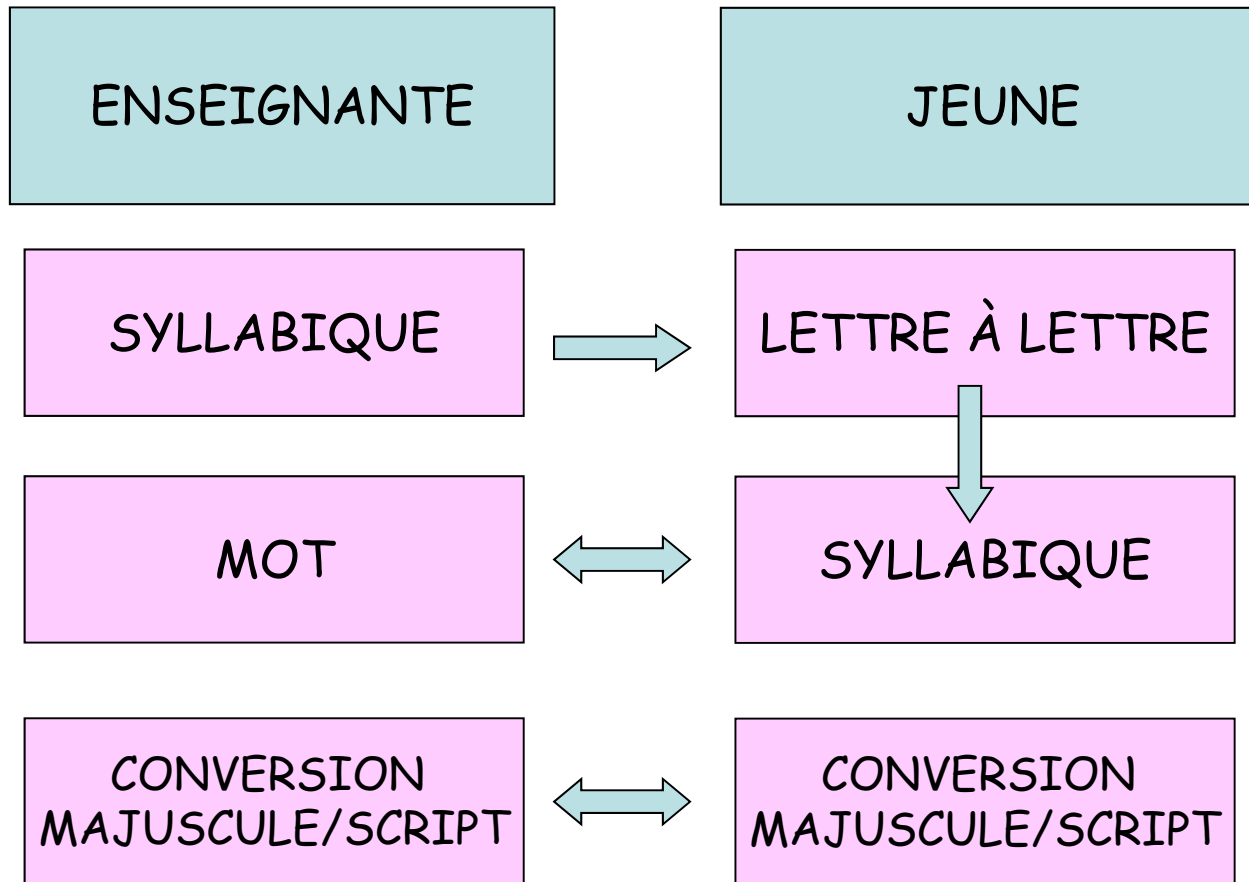 ENSEIGNANTE
JEUNE
SYLLABIQUE
LETTRE À LETTRE
MOT
SYLLABIQUE
CONVERSION
MAJUSCULE/SCRIPT
CONVERSION
MAJUSCULE/SCRIPT